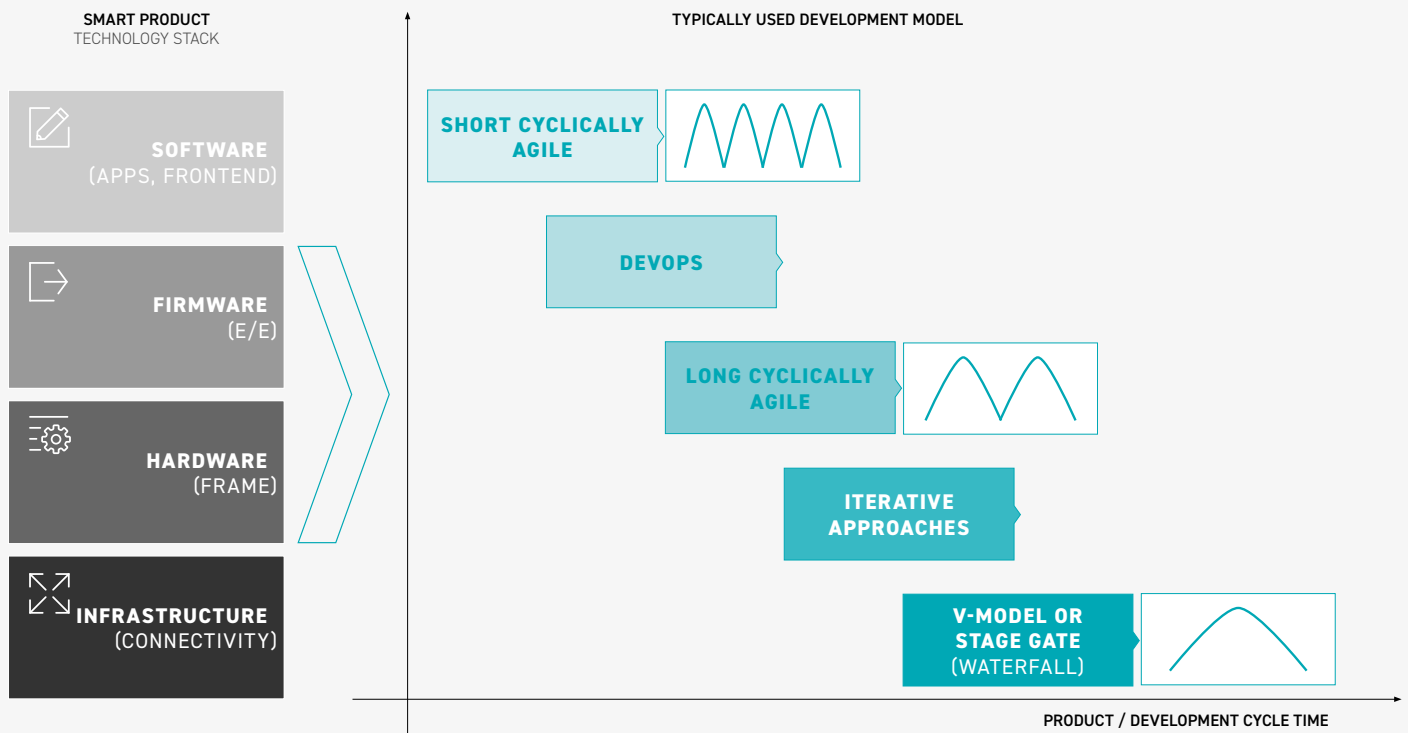 SMART PRODUCT
TECHNOLOGY STACK
TYPICALLY USED DEVELOPMENT MODEL
SOFTWARE
(APPS, FRONTEND)
FIRMWARE
(E/E)
HARDWARE
(FRAME)
INFRASTRUCTURE
(CONNECTIVITY)
SHORT CYCLICALLY
AGILE
DEVOPS
LONG CYCLICALLY
AGILE
ITERATIVE
APPROACHES
V-MODEL OR
STAGE GATE
(WATERFALL)
PRODUCT / DEVELOPMENT CYCLE TIME